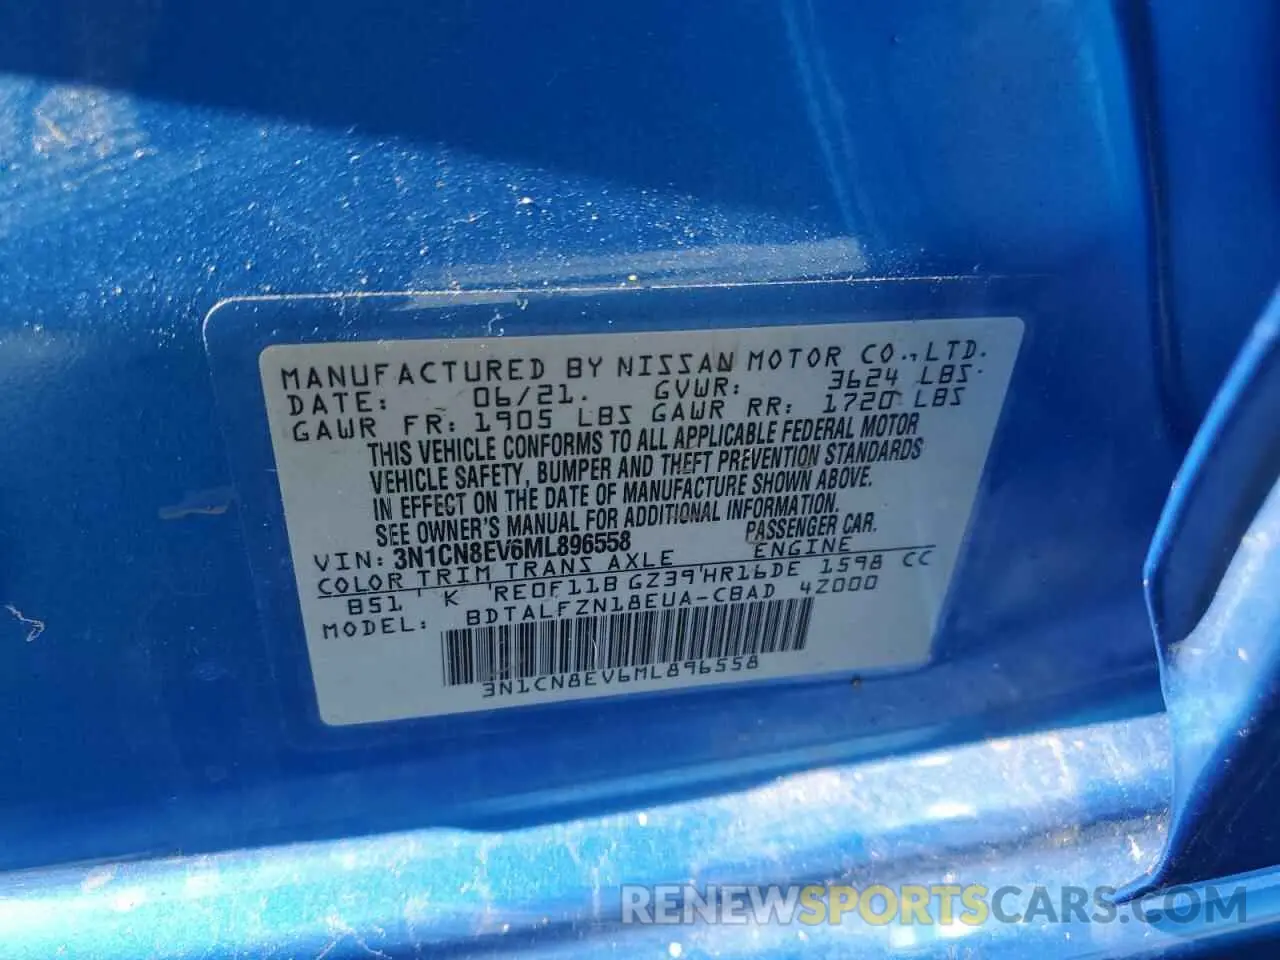 MANUFACTURED BY NISSAN MOTOR CO., LTD.
DATE: 06/21. GVWR: 3624 LBS
GAWR FR: 1905 LBS GAWR RR: 1720 LBS
THIS VEHICLE CONFORMS TO ALL APPLICABLE FEDERAL MOTOR
VEHICLE SAFETY, BUMPER AND THEFT PREVENTION STANDARDS
IN EFFECT ON THE DATE OF MANUFACTURE SHOWN ABOVE.
SEE OWNER'S MANUAL FOR ADDITIONAL INFORMATION.
VIN: 3N1CN8EV6ML896558 PASSENGER CAR.
COLOR TRIM TRANS AXLE ENGINE
B51 ' K 'RE0F11B GZ39'HR16DE 1598 CC
MODEL: BDTALFZN18EUA-CBAD 4Z000
3N1CN8EV6ML896558
RENEWSPORTSCARS.COM